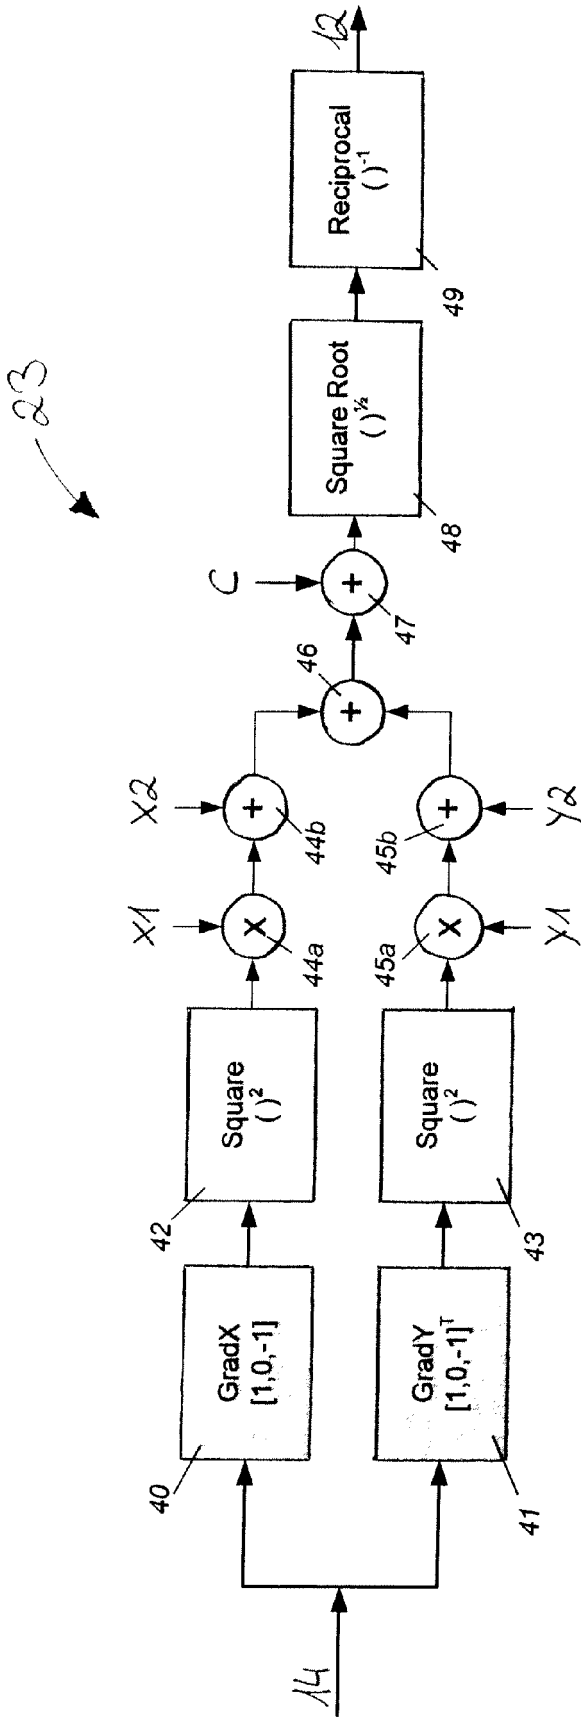 23
14
40
GradX
[1,0,-1]
42
Square
( )²
X1
44a
x
X2
44b
+
41
GradY
[1,0,-1]ᵀ
43
Square
( )²
45a
x
Y1
45b
+
Y2
46
+
C
47
+
48
Square Root
( )^½
49
Reciprocal
( )⁻¹
12